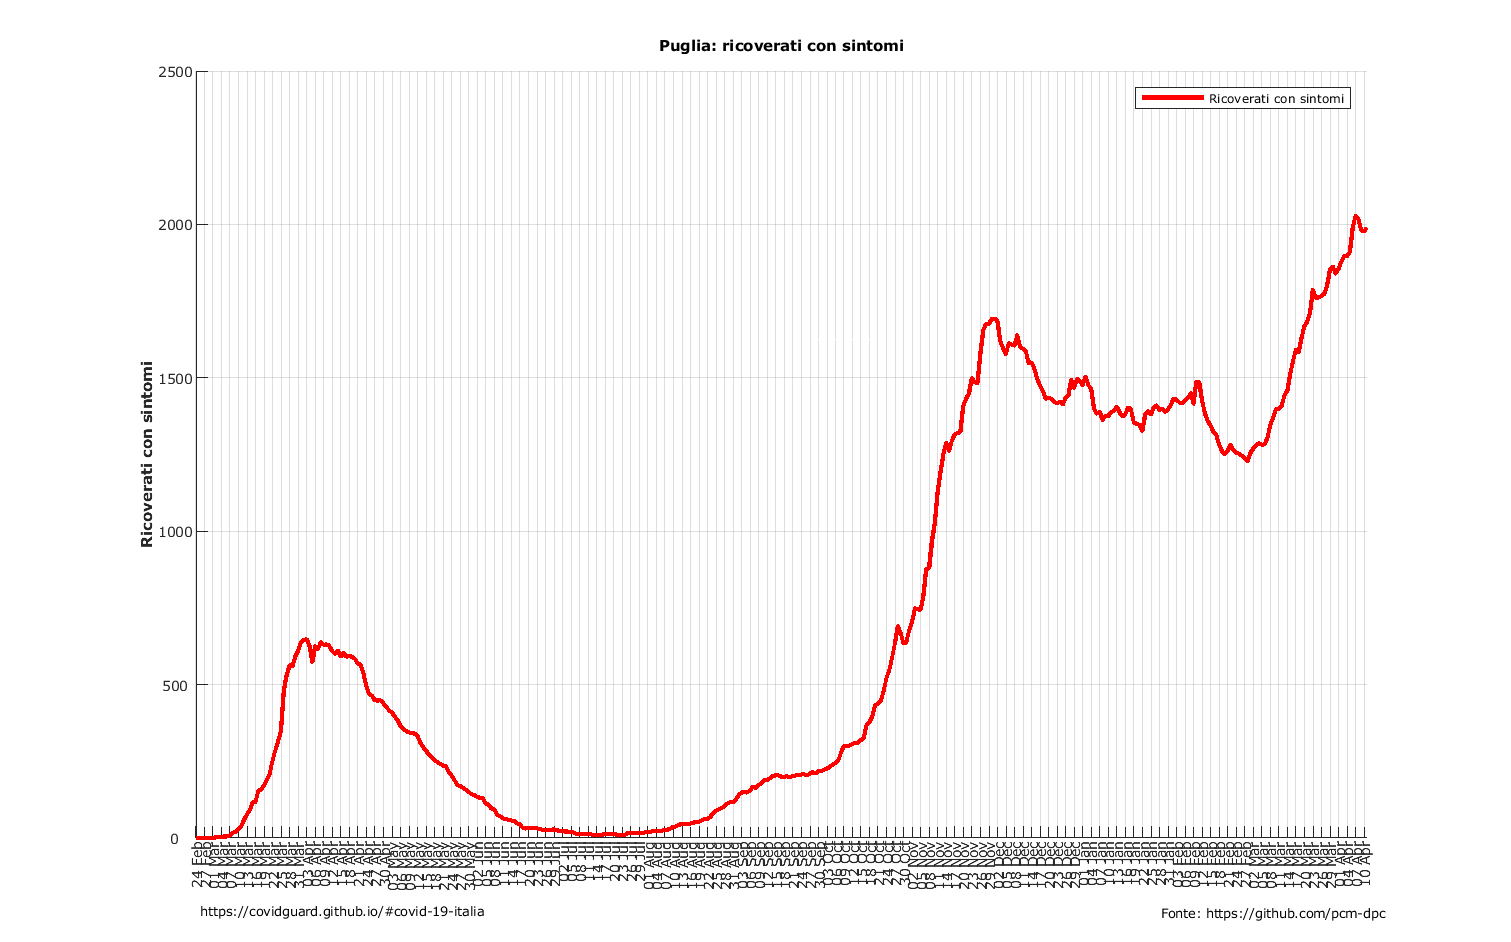 Puglia: ricoverati con sintomi
Ricoverati con sintomi
2500
2000
1500
1000
500
0
Ricoverati con sintomi
24 Feb
27 Feb
01 Mar
04 Mar
07 Mar
10 Mar
13 Mar
16 Mar
19 Mar
22 Mar
25 Mar
28 Mar
31 Mar
03 Apr
06 Apr
09 Apr
12 Apr
15 Apr
18 Apr
21 Apr
24 Apr
27 Apr
30 Apr
03 May
06 May
09 May
12 May
15 May
18 May
21 May
24 May
27 May
30 May
02 Jun
05 Jun
08 Jun
11 Jun
14 Jun
17 Jun
20 Jun
23 Jun
26 Jun
29 Jun
02 Jul
05 Jul
08 Jul
11 Jul
14 Jul
17 Jul
20 Jul
23 Jul
26 Jul
29 Jul
01 Aug
04 Aug
07 Aug
10 Aug
13 Aug
16 Aug
19 Aug
22 Aug
25 Aug
28 Aug
31 Aug
03 Sep
06 Sep
09 Sep
12 Sep
15 Sep
18 Sep
21 Sep
24 Sep
27 Sep
30 Sep
03 Oct
06 Oct
09 Oct
12 Oct
15 Oct
18 Oct
21 Oct
24 Oct
27 Oct
30 Oct
02 Nov
05 Nov
08 Nov
11 Nov
14 Nov
17 Nov
20 Nov
23 Nov
26 Nov
29 Nov
02 Dec
05 Dec
08 Dec
11 Dec
14 Dec
17 Dec
20 Dec
23 Dec
26 Dec
29 Dec
01 Jan
04 Jan
07 Jan
10 Jan
13 Jan
16 Jan
19 Jan
22 Jan
25 Jan
28 Jan
31 Jan
03 Feb
06 Feb
09 Feb
12 Feb
15 Feb
18 Feb
21 Feb
24 Feb
27 Feb
02 Mar
05 Mar
08 Mar
11 Mar
14 Mar
17 Mar
20 Mar
23 Mar
26 Mar
29 Mar
01 Apr
04 Apr
07 Apr
10 Apr
https://covidguard.github.io/#covid-19-italia
Fonte: https://github.com/pcm-dpc